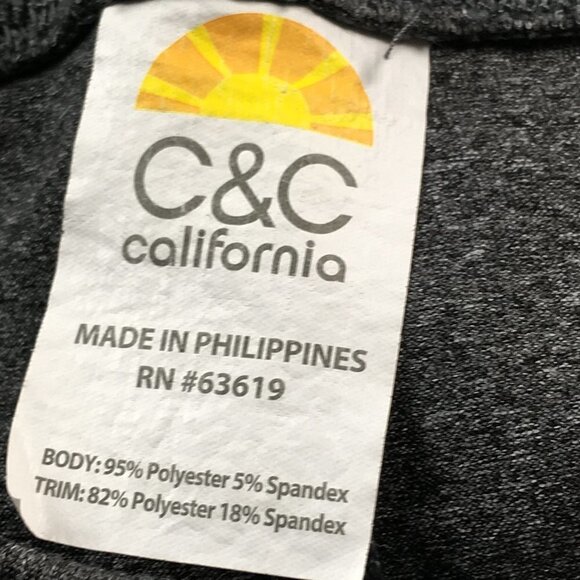 C&C
california
MADE IN PHILIPPINES
RN #63619
BODY: 95% Polyester 5% Spandex
TRIM: 82% Polyester 18% Spandex